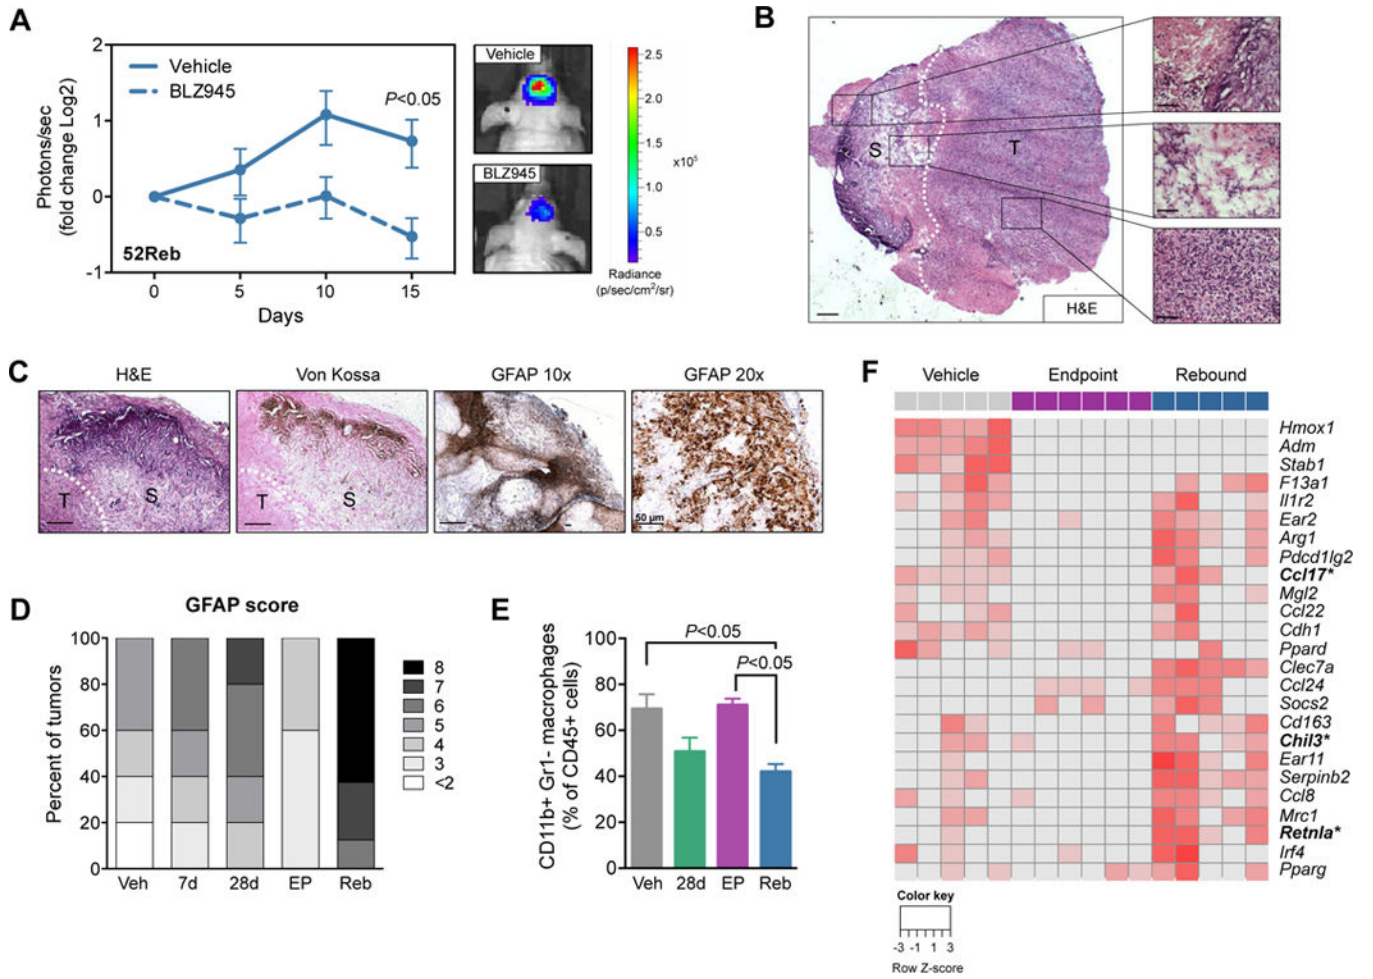 A
Photons/sec
(fold change Log2)
2
1
0
-1
Vehicle
BLZ945
P<0.05
52Reb
0 5 10 15
Days
Vehicle
BLZ945
2.5
2.0
1.5
1.0
0.5
x10⁵
Radiance
(p/sec/cm²/sr)
B
S T
H&E
C
H&E Von Kossa GFAP 10x GFAP 20x
T S
T S
50 µm
D
GFAP score
Percent of tumors
100
80
60
40
20
0
Veh 7d 28d EP Reb
8
7
6
5
4
3
<2
E
CD11b+ Gr1- macrophages
(% of CD45+ cells)
100
80
60
40
20
0
P<0.05
P<0.05
Veh 28d EP Reb
F
Vehicle Endpoint Rebound
Hmox1
Adm
Stab1
F13a1
Il1r2
Ear2
Arg1
Pdcd1lg2
Ccl17*
Mgl2
Ccl22
Cdh1
Ppard
Clec7a
Ccl24
Socs2
Cd163
Chil3*
Ear11
Serpinb2
Ccl8
Mrc1
Retnla*
Irf4
Pparg
Color key
-3 -1 1 3
Row Z-score